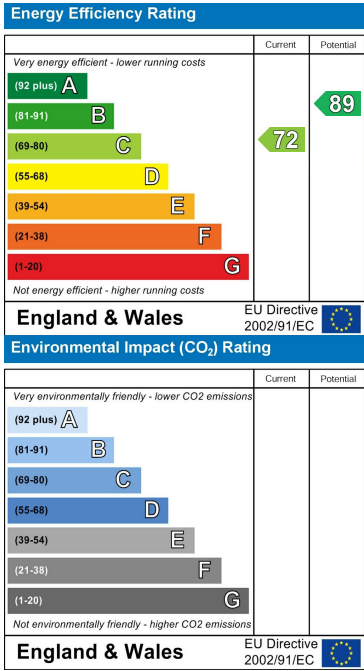 Energy Efficiency Rating
Current Potential
Very energy efficient - lower running costs
(92 plus) A
(81-91) B
(69-80) C
(55-68) D
(39-54) E
(21-38) F
(1-20) G
72
89
Not energy efficient - higher running costs
England & Wales
EU Directive
2002/91/EC
Environmental Impact (CO₂) Rating
Current Potential
Very environmentally friendly - lower CO2 emissions
(92 plus) A
(81-91) B
(69-80) C
(55-68) D
(39-54) E
(21-38) F
(1-20) G
Not environmentally friendly - higher CO2 emissions
England & Wales
EU Directive
2002/91/EC